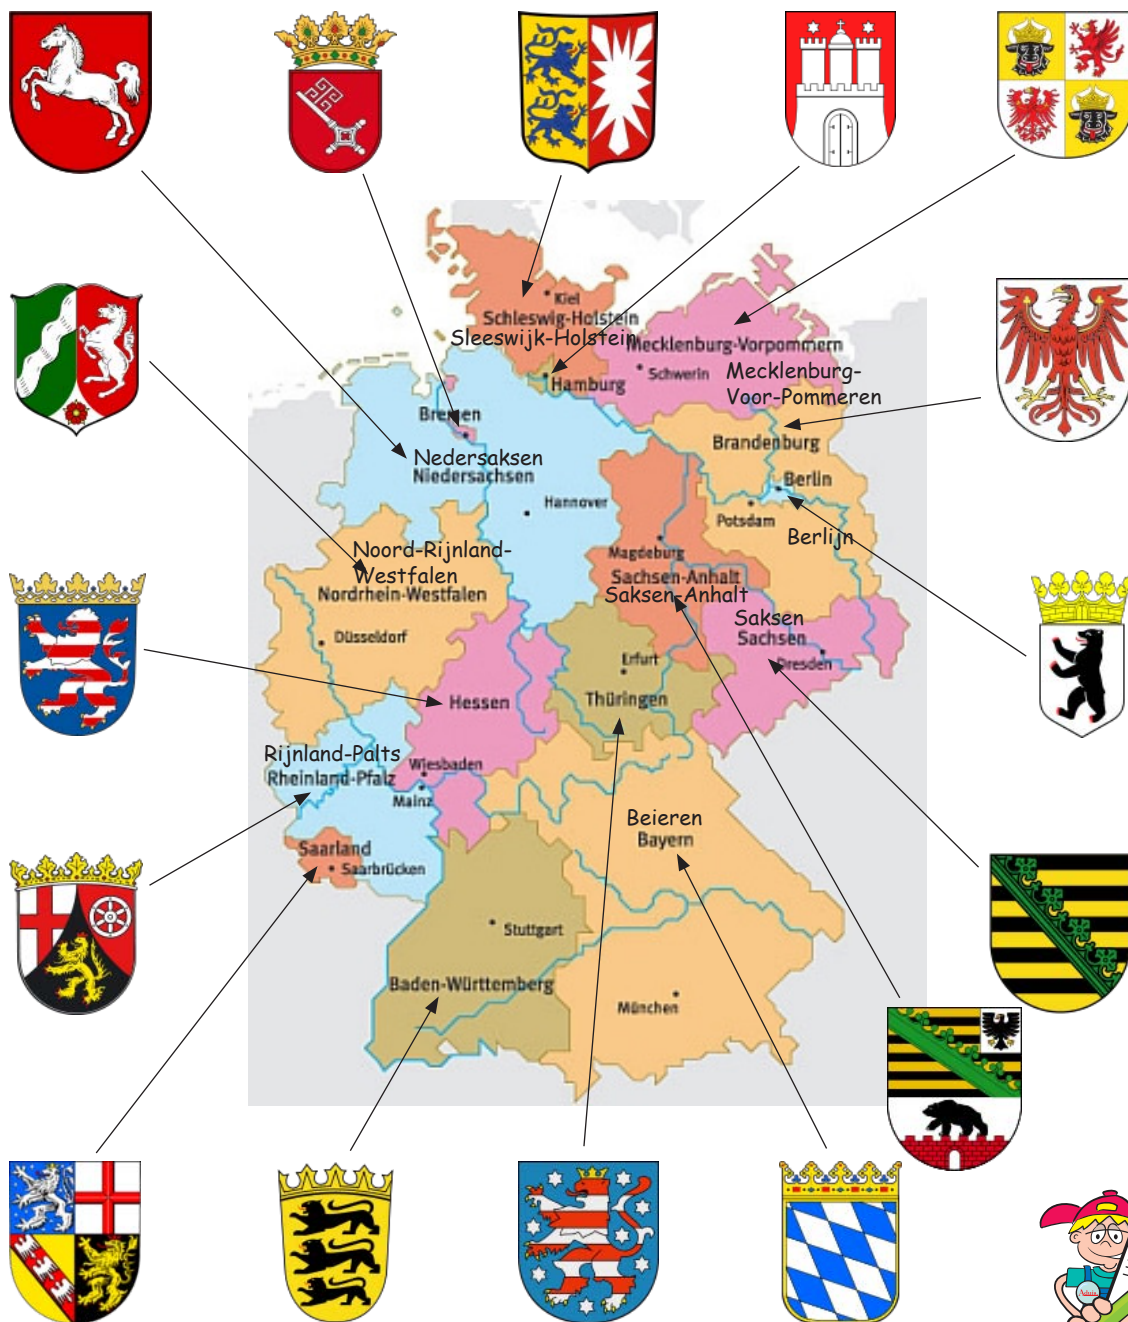 Kiel
Schleswig-Holstein
Sleeswijk-Holstein
Mecklenburg-Vorpommern
Schwerin
Hamburg
Mecklenburg-
Voor-Pommeren
Bremen
Brandenburg
Nedersaksen
Niedersachsen
Berlin
Hannover
Potsdam
Berlijn
Noord-Rijnland-
Westfalen
Nordrhein-Westfalen
Magdeburg
Sachsen-Anhalt
Saksen-Anhalt
Saksen
Sachsen
Düsseldorf
Erfurt
Dresden
Hessen
Thüringen
Rijnland-Palts
Rheinland-Pfalz
Wiesbaden
Mainz
Beieren
Bayern
Saarland
Saarbrücken
Stuttgart
Baden-Württemberg
München